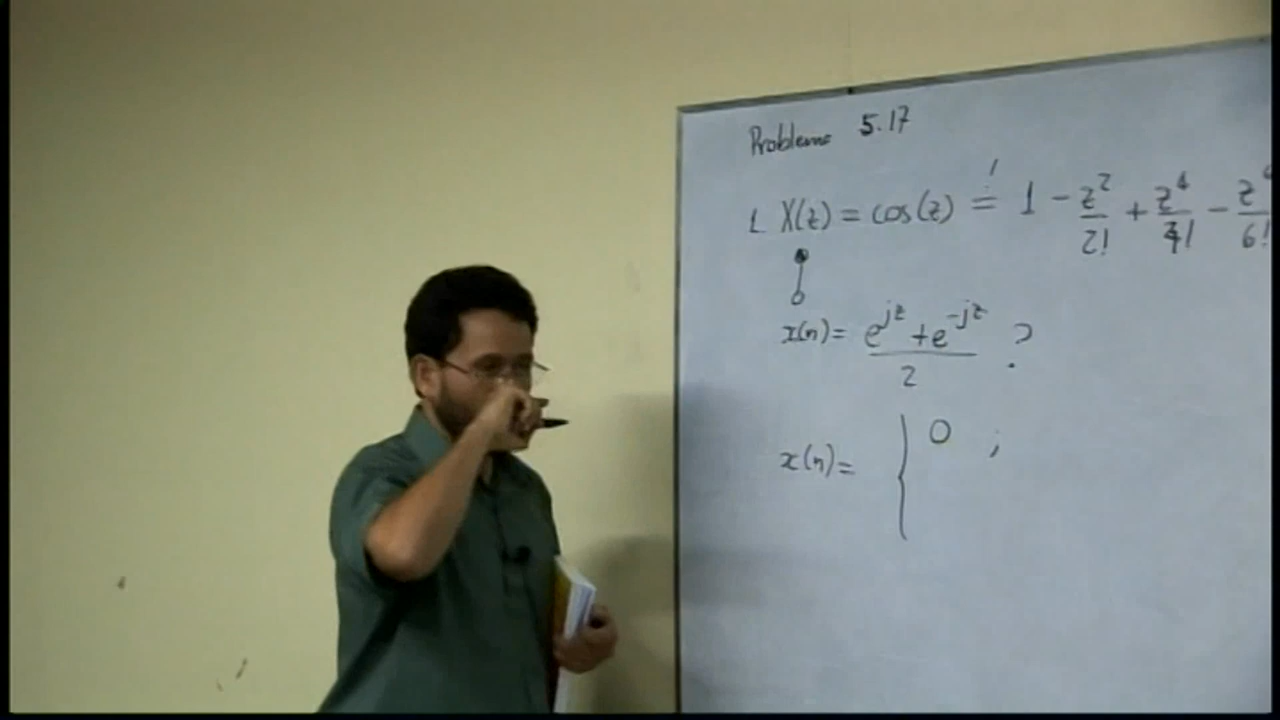 Problema 5.17
1 X(z) = cos(z) = 1 - z²/2! + z⁴/4! - z⁶/6!
x(n) = (e^{jz} + e^{-jz})/2 ?
x(n) = { 0 ;